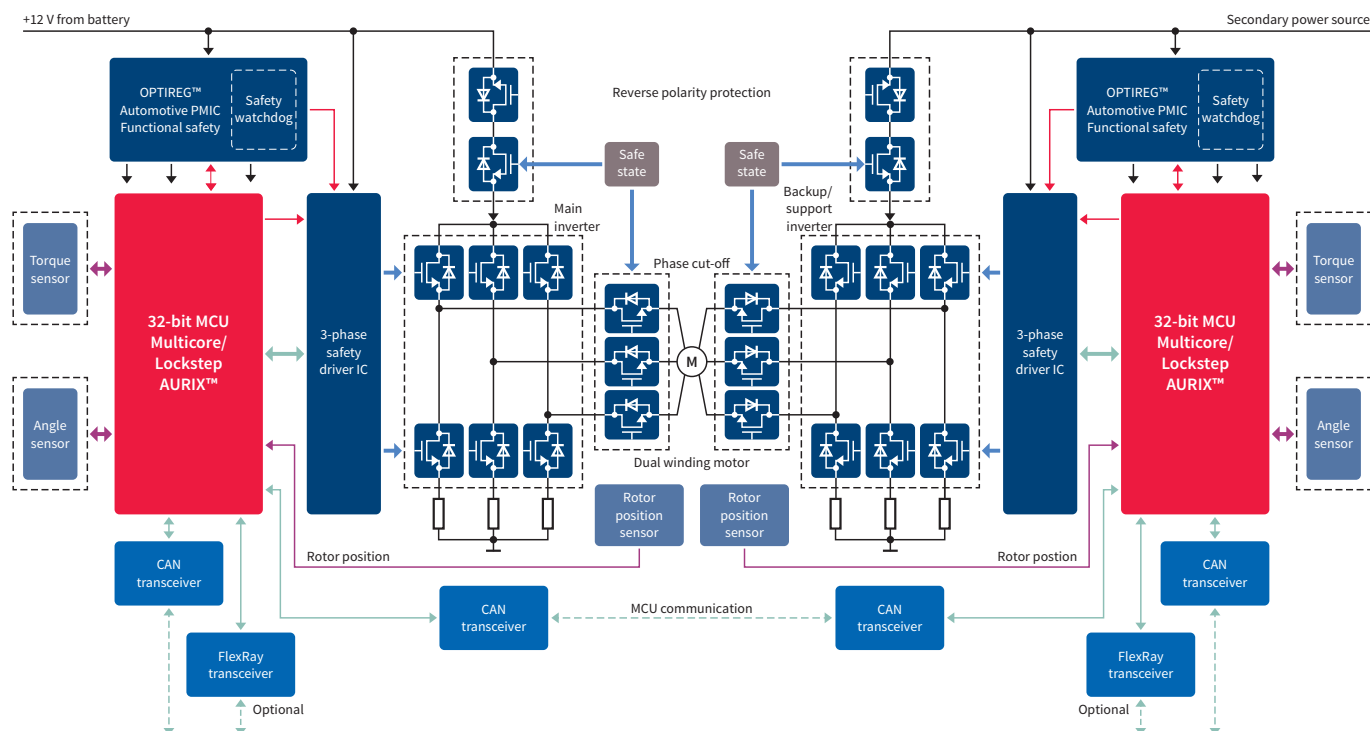 +12 V from battery
Secondary power source
OPTIREG™
Automotive PMIC
Functional safety
Safety
watchdog
Reverse polarity protection
OPTIREG™
Automotive PMIC
Functional safety
Safety
watchdog
Safe
state
Safe
state
Main
inverter
Backup/
support
inverter
Torque
sensor
32-bit MCU
Multicore/
Lockstep
AURIX™
3-phase
safety
driver IC
Phase cut-off
M
3-phase
safety
driver IC
32-bit MCU
Multicore/
Lockstep
AURIX™
Torque
sensor
Angle
sensor
Angle
sensor
Dual winding motor
Rotor
position
sensor
Rotor
position
sensor
Rotor position
Rotor postion
CAN
transceiver
CAN
transceiver
CAN
transceiver
MCU communication
CAN
transceiver
FlexRay
transceiver
FlexRay
transceiver
Optional
Optional